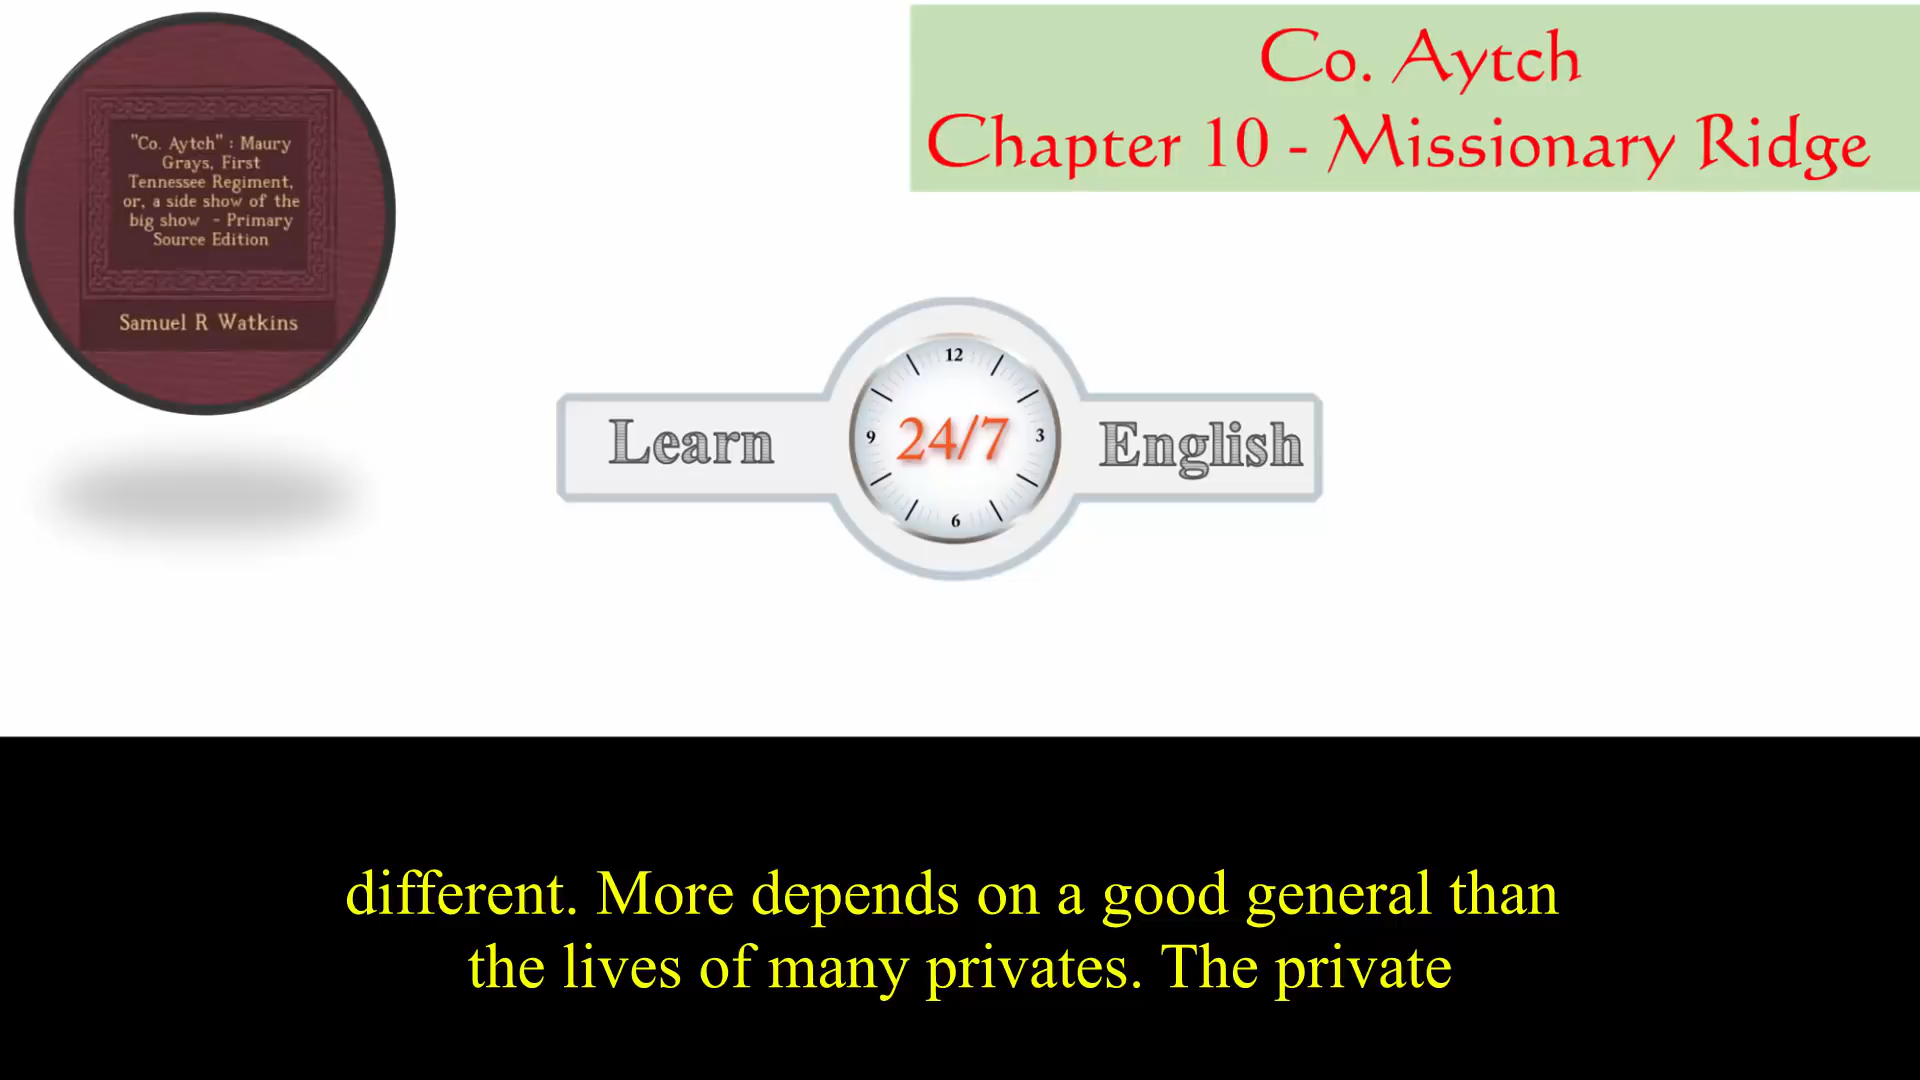 "Co. Aytch" : Maury
Grays, First
Tennessee Regiment,
or, a side show of the
big show - Primary
Source Edition
Samuel R Watkins
Co. Aytch
Chapter 10 - Missionary Ridge
12
9
3
6
Learn 24/7 English
different. More depends on a good general than
the lives of many privates. The private